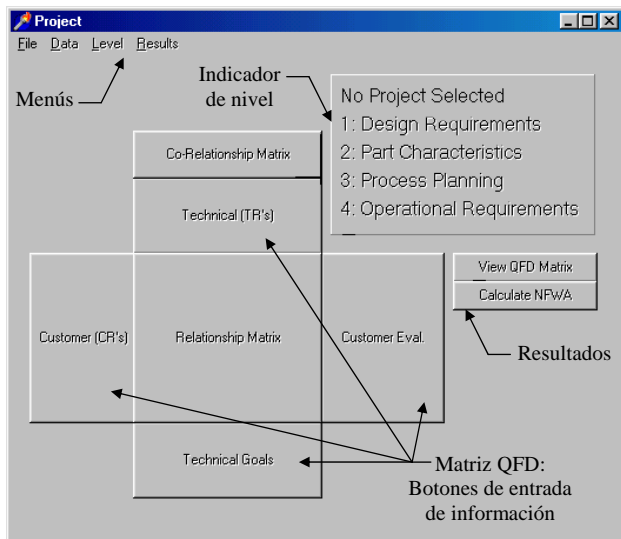 Project
File Data Level Results
Menús
Indicador
de nivel
No Project Selected
1: Design Requirements
2: Part Characteristics
3: Process Planning
4: Operational Requirements
Co-Relationship Matrix
Technical (TR's)
View QFD Matrix
Calculate NFWA
Customer (CR's)
Relationship Matrix
Customer Eval.
Resultados
Technical Goals
Matriz QFD:
Botones de entrada
de información